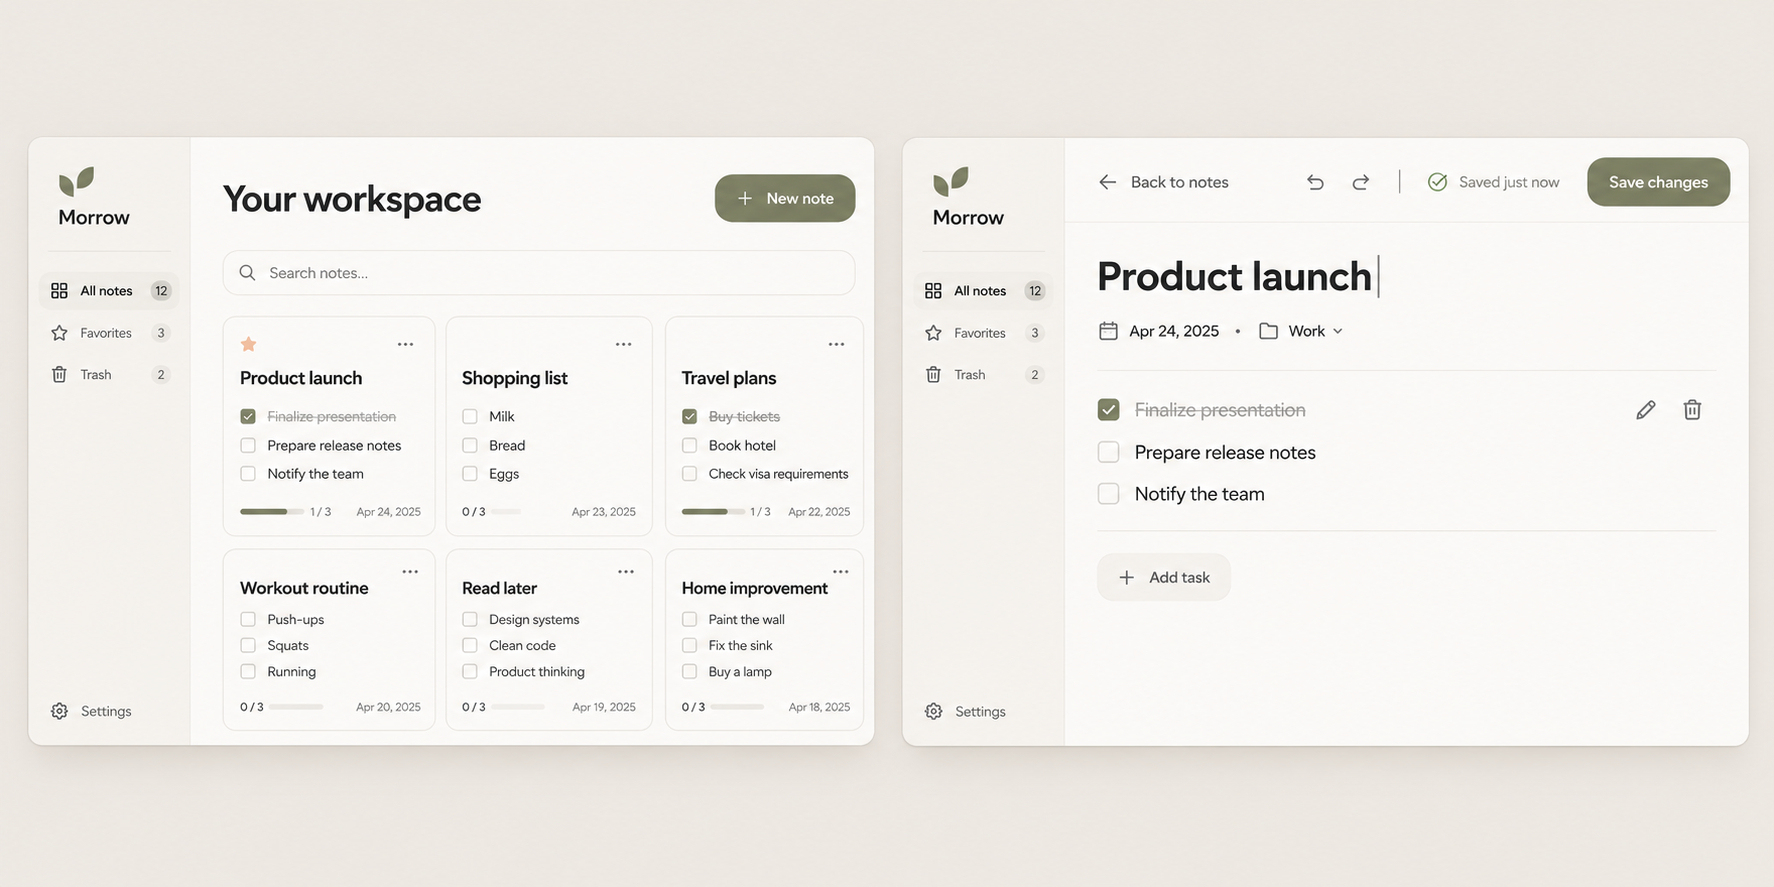 Morrow
All notes 12
Favorites 3
Trash 2
Settings
Your workspace
+ New note
Search notes...
Product launch
Finalize presentation
Prepare release notes
Notify the team
1 / 3 Apr 24, 2025
Shopping list
Milk
Bread
Eggs
0 / 3 Apr 23, 2025
Travel plans
Buy tickets
Book hotel
Check visa requirements
1 / 3 Apr 22, 2025
Workout routine
Push-ups
Squats
Running
0 / 3 Apr 20, 2025
Read later
Design systems
Clean code
Product thinking
0 / 3 Apr 19, 2025
Home improvement
Paint the wall
Fix the sink
Buy a lamp
0 / 3 Apr 18, 2025
Morrow
All notes 12
Favorites 3
Trash 2
Settings
Back to notes
Saved just now
Save changes
Product launch
Apr 24, 2025 • Work
Finalize presentation
Prepare release notes
Notify the team
+ Add task